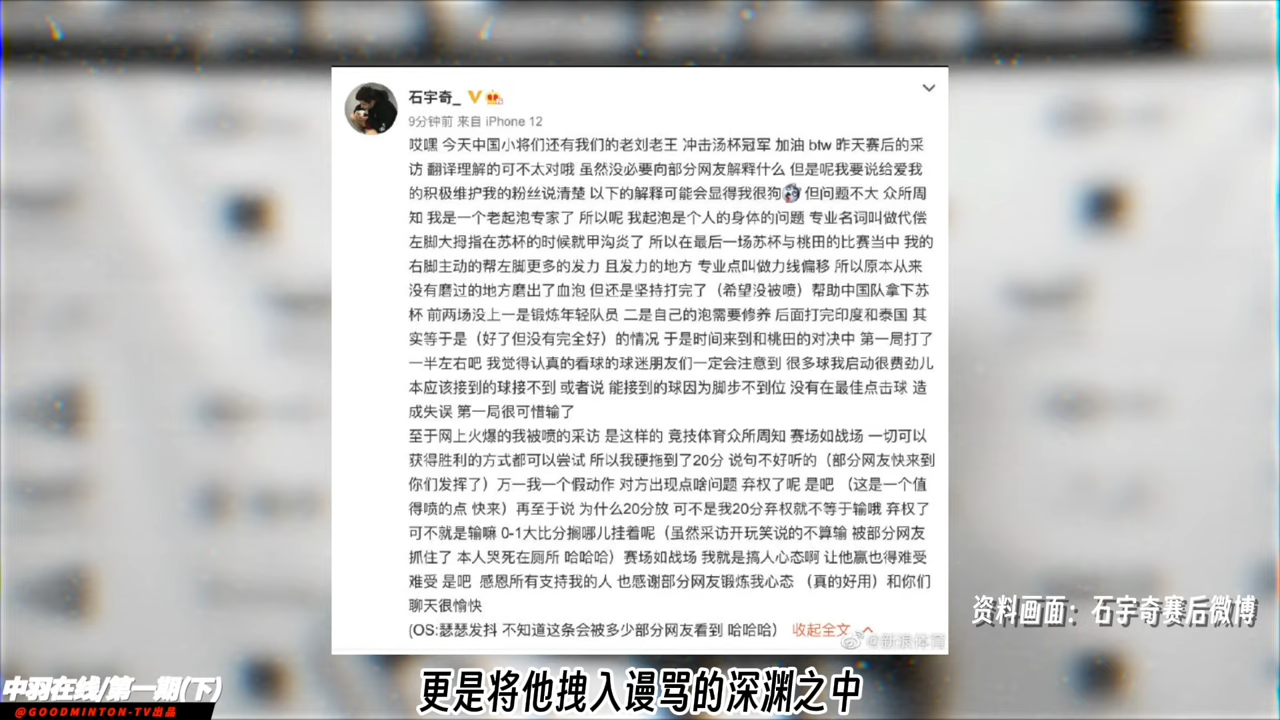 石宇奇_
9分钟前 来自 iPhone 12
哎嘿 今天中国小将们还有我们的老刘老王 冲击汤杯冠军 加油 btw 昨天赛后的采
访 翻译理解的可不太对哦 虽然没必要向部分网友解释什么 但是呢我要说给爱我
的积极维护我的粉丝说清楚 以下的解释可能会显得我很狗 但问题不大 众所周
知 我是一个老起泡专家了 所以呢 我起泡是个人的身体的问题 专业名词叫做代偿
左脚大拇指在苏杯的时候就甲沟炎了 所以在最后一场苏杯与桃田的比赛当中 我的
右脚主动的帮左脚更多的发力 且发力的地方 专业点叫做力线偏移 所以原本从来
没有磨过的地方磨出了血泡 但还是坚持打完了（希望没被喷）帮助中国队拿下苏
杯 前两场没上一是锻炼年轻队员 二是自己的泡需要修养 后面打完印度和泰国 其
实等于是（好了但没有完全好）的情况 于是时间来到和桃田的对决中 第一局打了
一半左右吧 我觉得认真的看球的球迷朋友们一定会注意到 很多球我启动很费劲儿
本应该接到的球接不到 或者说 能接到的球因为脚步不到位 没有在最佳点击球 造
成失误 第一局很可惜输了
至于网上火爆的我被喷的采访 是这样的 竞技体育众所周知 赛场如战场 一切可以
获得胜利的方式都可以尝试 所以我硬拖到了20分 说句不好听的（部分网友快来到
你们发挥了）万一我一个假动作 对方出现点啥问题 弃权了呢 是吧 （这是一个值
得喷的点 快来）再至于说 为什么20分放 可不是我20分弃权就不等于输哦 弃权了
可不就是输嘛 0-1大比分搁哪儿挂着呢（虽然采访开玩笑说的不算输 被部分网友
抓住了 本人哭死在厕所 哈哈哈）赛场如战场 我就是搞人心态啊 让他赢也得难受
难受 是吧 感恩所有支持我的人 也感谢部分网友锻炼我心态 （真的好用）和你们
聊天很愉快
(OS:瑟瑟发抖 不知道这条会被多少部分网友看到 哈哈哈） 收起全文
@新浪体育
资料画面：石宇奇赛后微博
更是将他拽入谩骂的深渊之中
中羽在线/第一期(下)
@GOODMINTON-TV出品